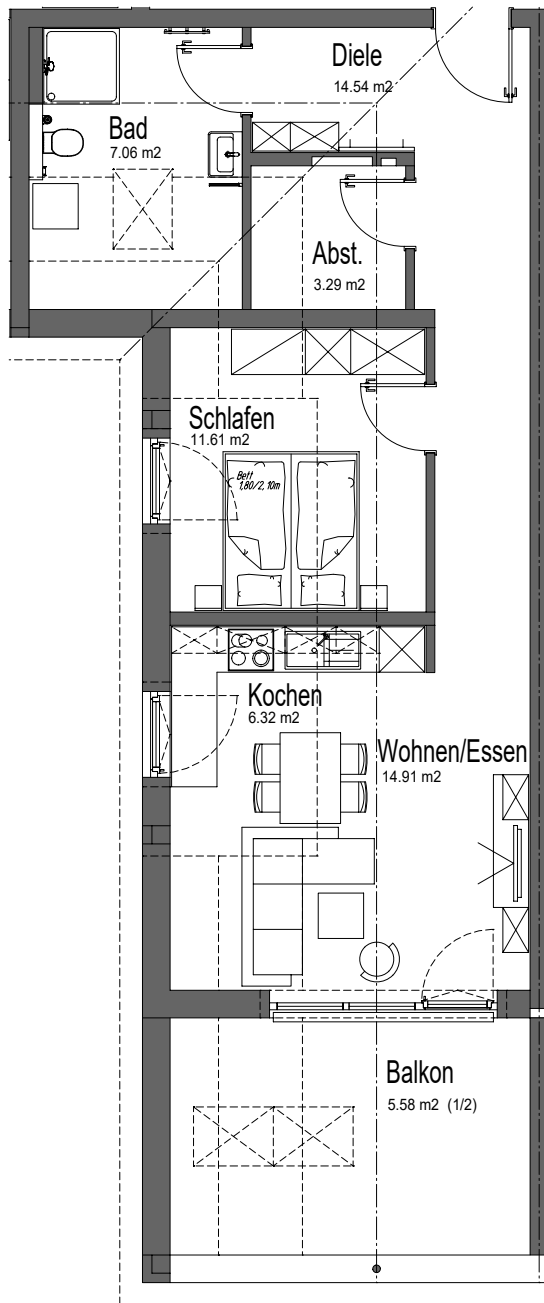 Diele
14.54 m2
Bad
7.06 m2
Abst.
3.29 m2
Schlafen
11.61 m2
Bett
1,80/2,10m
Kochen
6.32 m2
Wohnen/Essen
14.91 m2
Balkon
5.58 m2 (1/2)